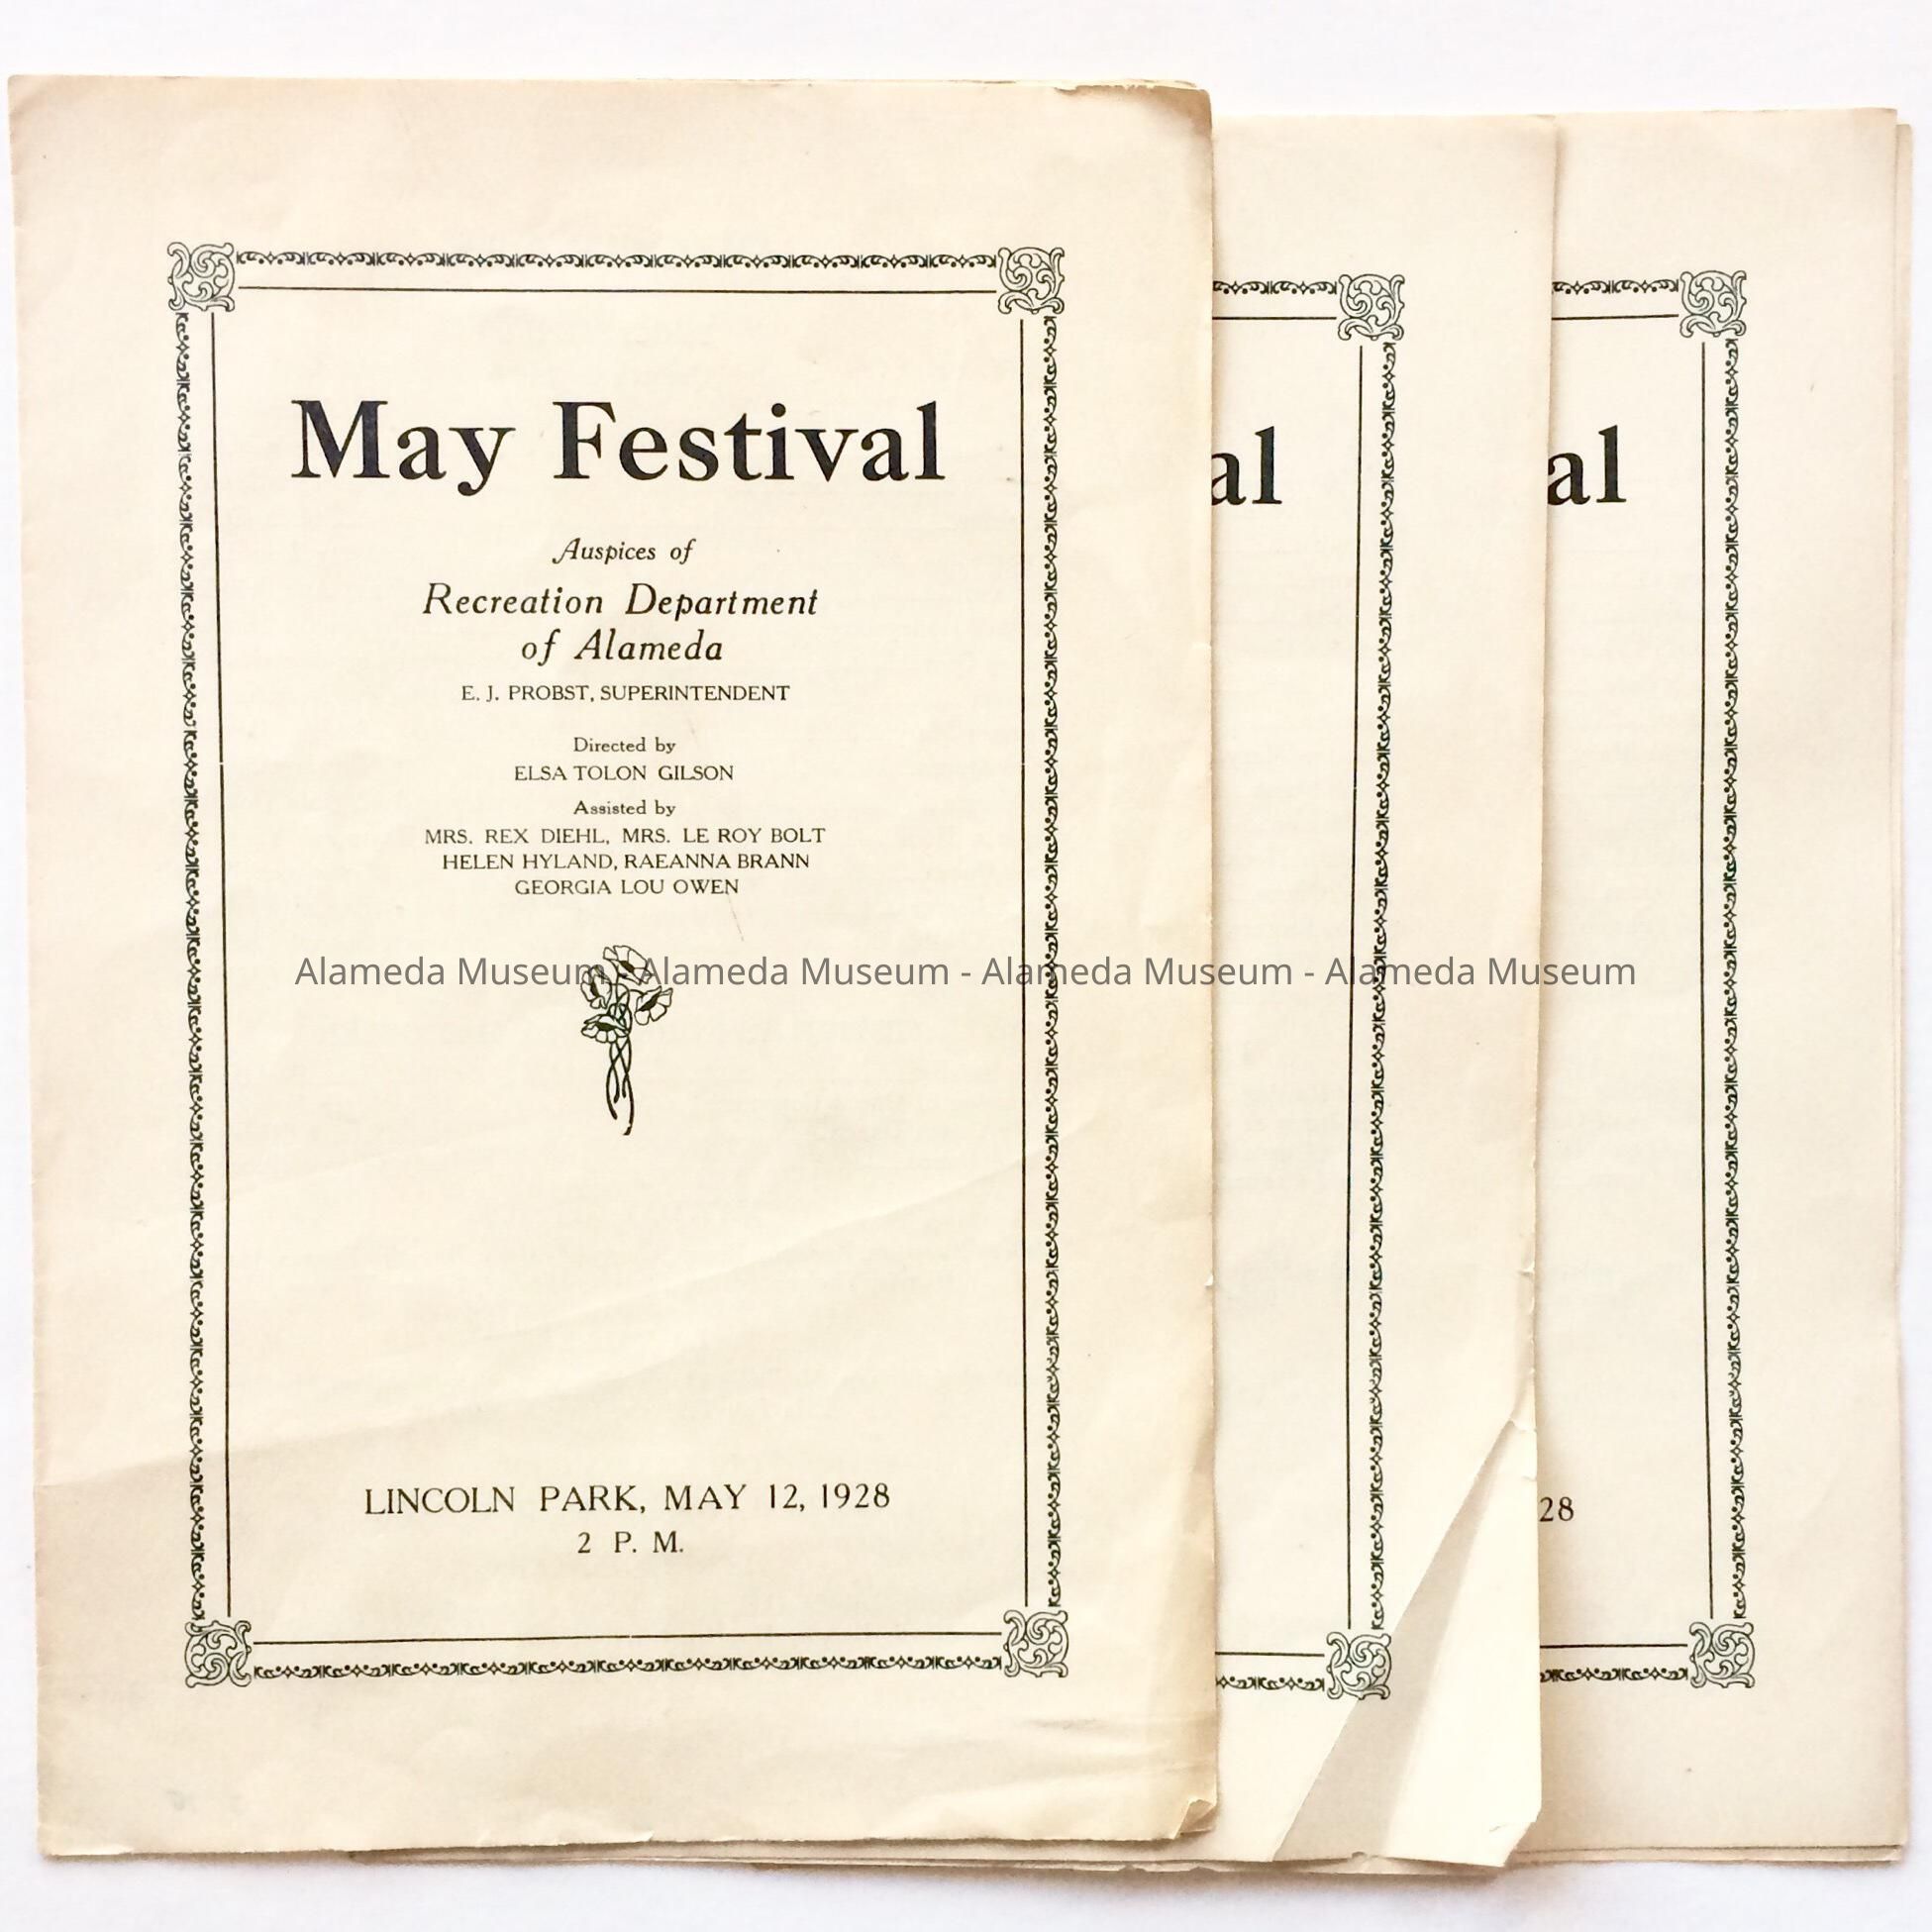 May Festival
Auspices of
Recreation Department
of Alameda
E. J. PROBST, SUPERINTENDENT
Directed by
ELSA TOLON GILSON
Assisted by
MRS. REX DIEHL, MRS. LE ROY BOLT
HELEN HYLAND, RAEANNA BRANN
GEORGIA LOU OWEN
Alameda Museum - Alameda Museum - Alameda Museum - Alameda Museum
LINCOLN PARK, MAY 12, 1928
2 P. M.
al
al
28